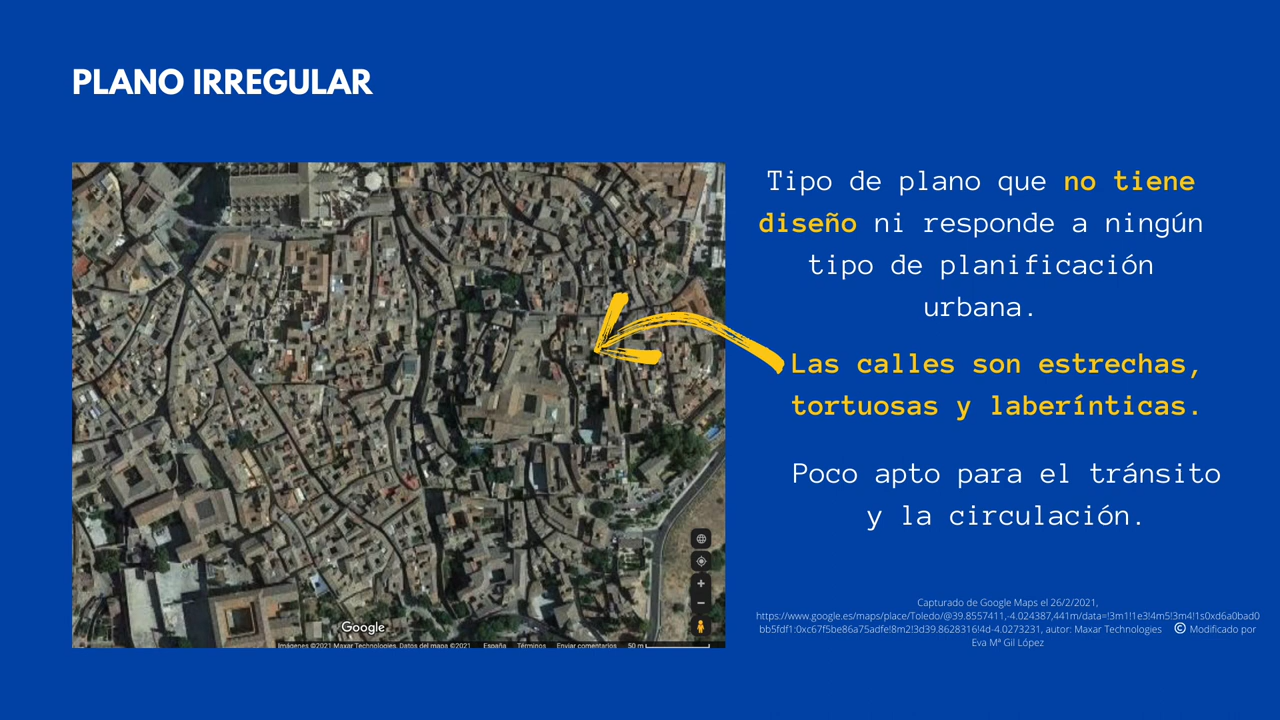 PLANO IRREGULAR
Tipo de plano que no tiene
diseño ni responde a ningún
tipo de planificación
urbana.
Las calles son estrechas,
tortuosas y laberínticas.
Poco apto para el tránsito
y la circulación.
Google
Imágenes ©2021 Maxar Technologies, Datos del mapa ©2021 España Términos Enviar comentarios 50 m
Capturado de Google Maps el 26/2/2021,
https://www.google.es/maps/place/Toledo/@39.8557411,-4.024387,441m/data=!3m1!1e3!4m5!3m4!1s0xd6a0bad0
bb5fdf1:0xc67f5be86a75adfe!8m2!3d39.8628316!4d-4.0273231, autor: Maxar Technologies © Modificado por
Eva Mª Gil López